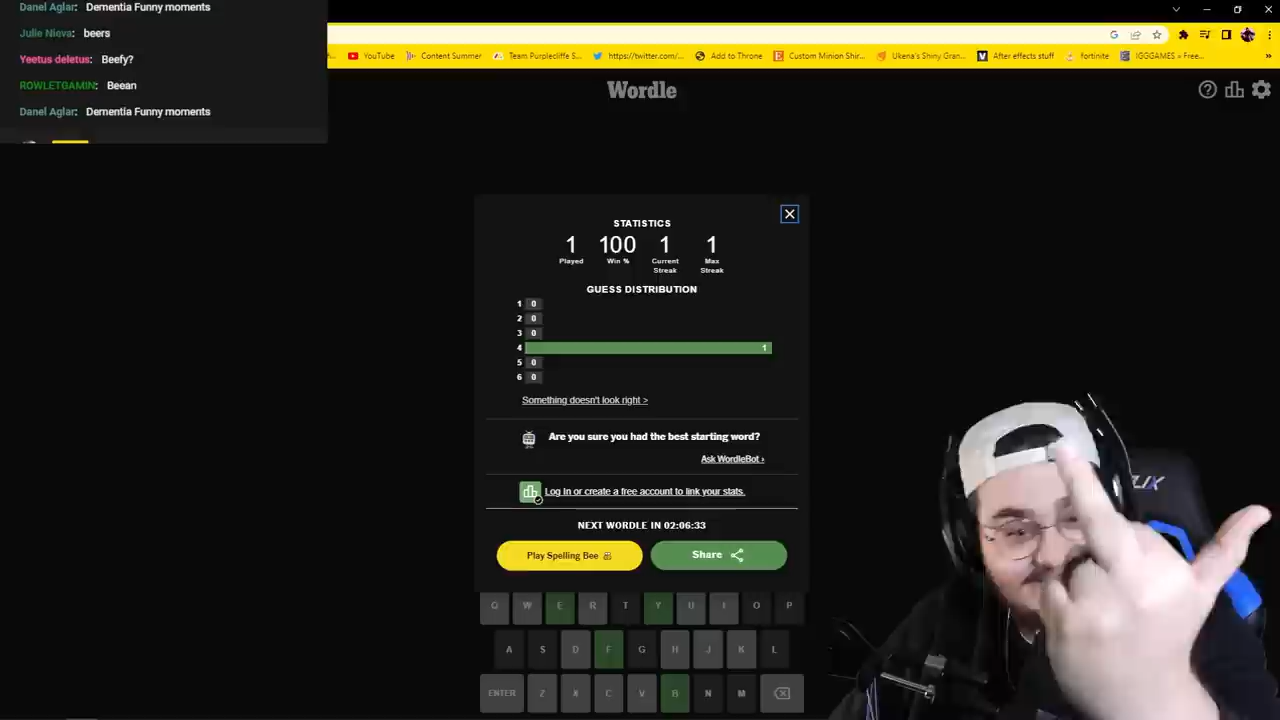 Danel Aglar: Dementia Funny moments
Julie Nieva: beers
Yeetus deletus: Beefy?
ROWLETGAMIN: Beean
Danel Aglar: Dementia Funny moments
YouTube
Content Summer
Team Purplecliffe S...
https://twitter.com/...
Add to Throne
Custom Minion Shir...
Ukena's Shiny Gran...
After effects stuff
fortinite
IGGGAMES » Free...
»
Wordle
STATISTICS
1 100 1 1
Played Win % Current Streak Max Streak
GUESS DISTRIBUTION
1 0
2 0
3 0
4 1
5 0
6 0
Something doesn't look right >
Are you sure you had the best starting word?
Ask WordleBot ›
Log in or create a free account to link your stats.
NEXT WORDLE IN 02:06:33
Play Spelling Bee
Share
Q W E R T Y U I O P
A S D F G H J K L
ENTER Z X C V B N M